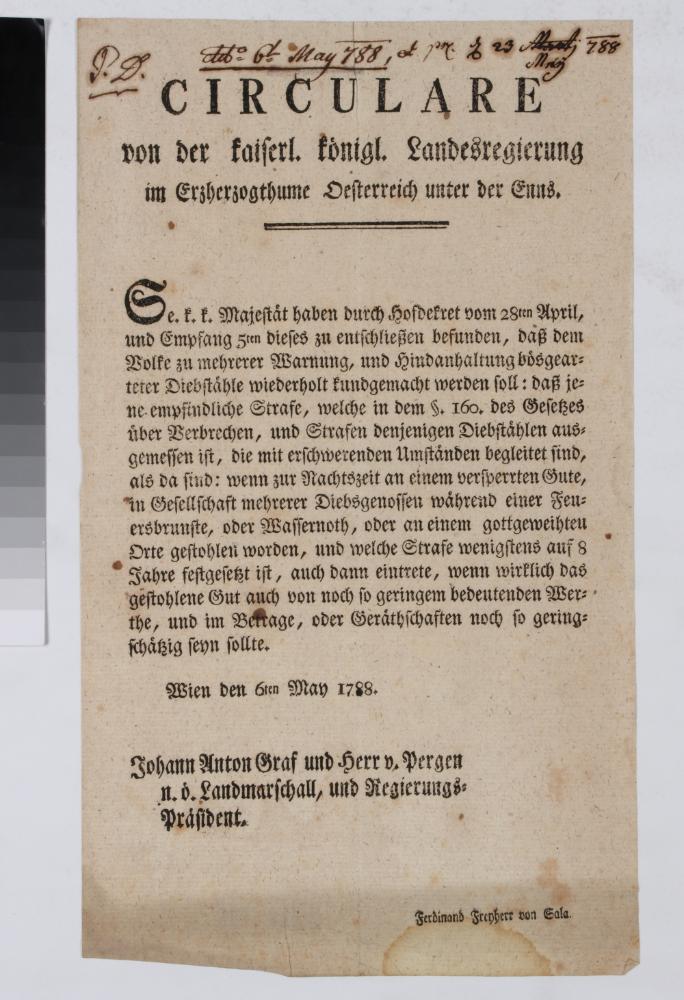 P. D. dtto 6t. May 788, et pr. 23 May 788
CIRCULARE
von der kaiserl. königl. Landesregierung
im Erzherzogthume Oesterreich unter der Enns.
Se. k. k. Majestät haben durch Hofdekret vom 28ten April,
und Empfang 5ten dieses zu entschließen befunden, daß dem
Volke zu mehrerer Warnung, und Hindanhaltung bösgear-
teter Diebstähle wiederholt kundgemacht werden soll: daß je-
ne empfindliche Strafe, welche in dem §. 160. des Gesetzes
über Verbrechen, und Strafen denjenigen Diebstählen aus-
gemessen ist, die mit erschwerenden Umständen begleitet sind,
als da sind: wenn zur Nachtszeit an einem versperrten Gute,
in Gesellschaft mehrerer Diebsgenossen während einer Feu-
ersbrunste, oder Wassernoth, oder an einem gottgeweihten
Orte gestohlen worden, und welche Strafe wenigstens auf 8
Jahre festgesetzt ist, auch dann eintrete, wenn wirklich das
gestohlene Gut auch von noch so geringem bedeutenden Wer-
the, und im Betrage, oder Geräthschaften noch so gering-
schätzig seyn sollte.
Wien den 6ten May 1788.
Johann Anton Graf und Herr v. Pergen
n. ö. Landmarschall, und Regierungs-
Präsident.
Ferdinand Freyherr von Sala.